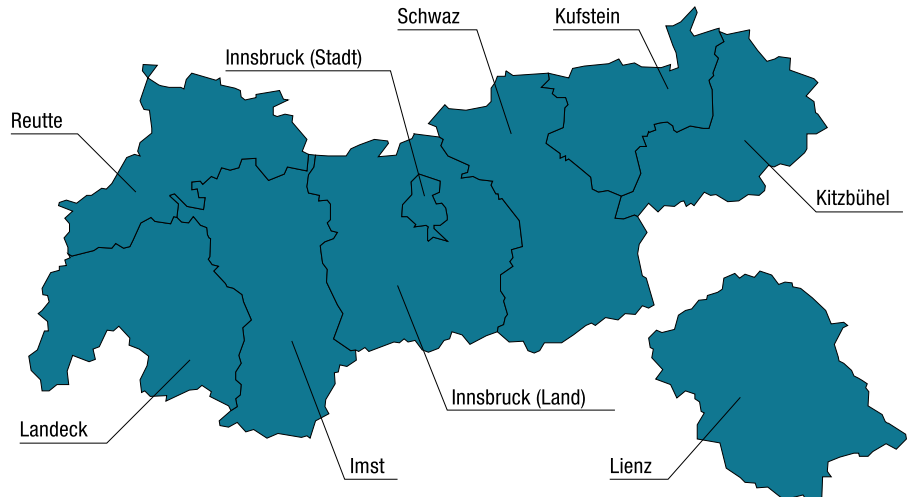 Schwaz
Kufstein
Innsbruck (Stadt)
Reutte
Kitzbühel
Innsbruck (Land)
Landeck
Imst
Lienz